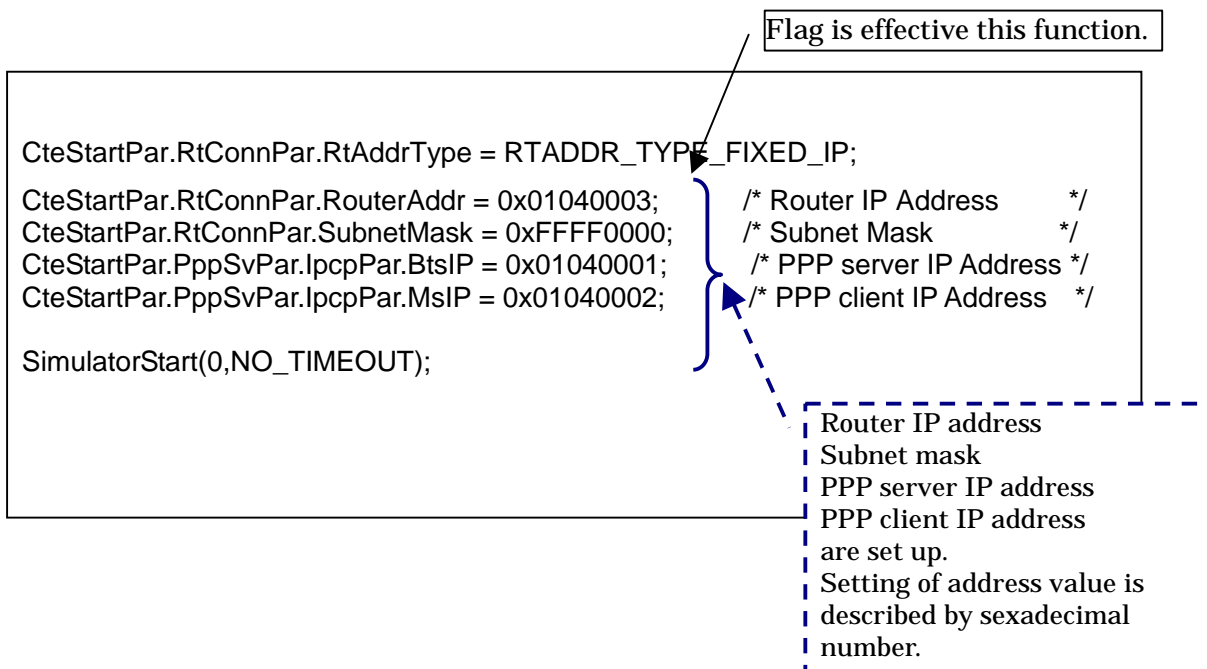 Flag is effective this function.
CteStartPar.RtConnPar.RtAddrType = RTADDR_TYPE_FIXED_IP;
CteStartPar.RtConnPar.RouterAddr = 0x01040003; /* Router IP Address */
CteStartPar.RtConnPar.SubnetMask = 0xFFFF0000; /* Subnet Mask */
CteStartPar.PppSvPar.IpcpPar.BtsIP = 0x01040001; /* PPP server IP Address */
CteStartPar.PppSvPar.IpcpPar.MsIP = 0x01040002; /* PPP client IP Address */
SimulatorStart(0,NO_TIMEOUT);
Router IP address
Subnet mask
PPP server IP address
PPP client IP address
are set up.
Setting of address value is
described by sexadecimal
number.